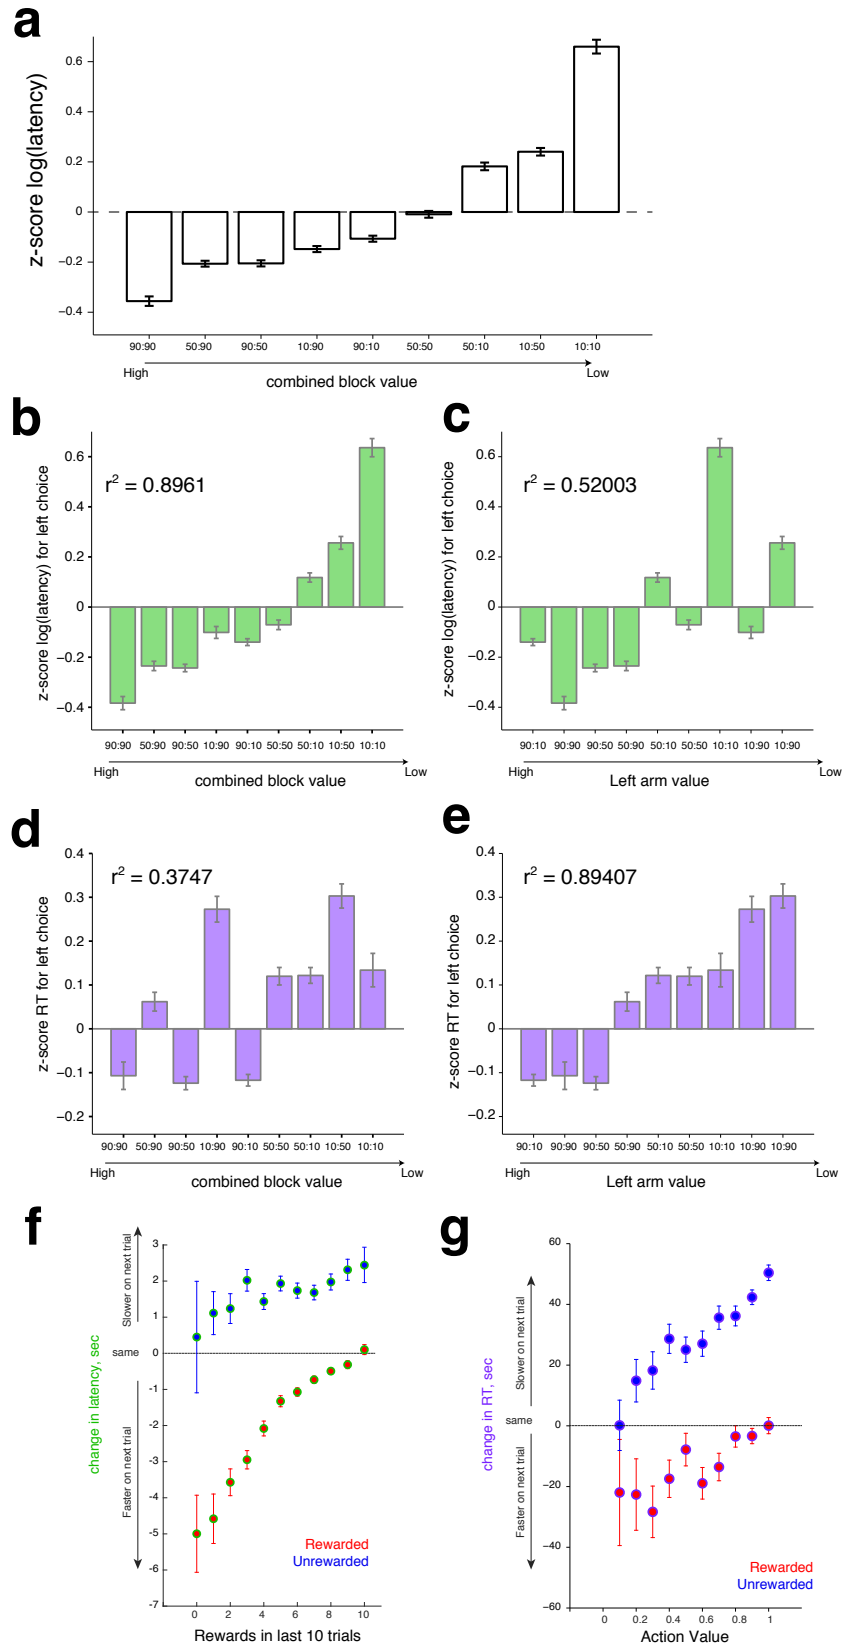 a
z-score log(latency)
0.6
0.4
0.2
0
−0.2
−0.4
90:90 50:90 90:50 10:90 90:10 50:50 50:10 10:50 10:10
High Low
combined block value
b
z-score log(latency) for left choice
r² = 0.8961
0.6
0.4
0.2
0
−0.2
−0.4
90:90 50:90 90:50 10:90 90:10 50:50 50:10 10:50 10:10
High Low
combined block value
c
z-score log(latency) for left choice
r² = 0.52003
0.6
0.4
0.2
0
−0.2
−0.4
90:10 90:90 90:50 50:90 50:10 50:50 10:10 10:90 10:90
High Low
Left arm value
d
z-score RT for left choice
r² = 0.3747
0.4
0.3
0.2
0.1
0
−0.1
−0.2
90:90 50:90 90:50 10:90 90:10 50:50 50:10 10:50 10:10
High Low
combined block value
e
z-score RT for left choice
r² = 0.89407
0.4
0.3
0.2
0.1
0
−0.1
−0.2
90:10 90:90 90:50 50:90 50:10 50:50 10:10 10:90 10:90
High Low
Left arm value
f
change in latency, sec
Slower on next trial
same
Faster on next trial
3
2
1
0
-1
-2
-3
-4
-5
-6
-7
Rewarded
Unrewarded
0 2 4 6 8 10
Rewards in last 10 trials
g
change in RT, sec
Slower on next trial
same
Faster on next trial
60
40
20
0
−20
−40
−60
Rewarded
Unrewarded
0 0.2 0.4 0.6 0.8 1
Action Value